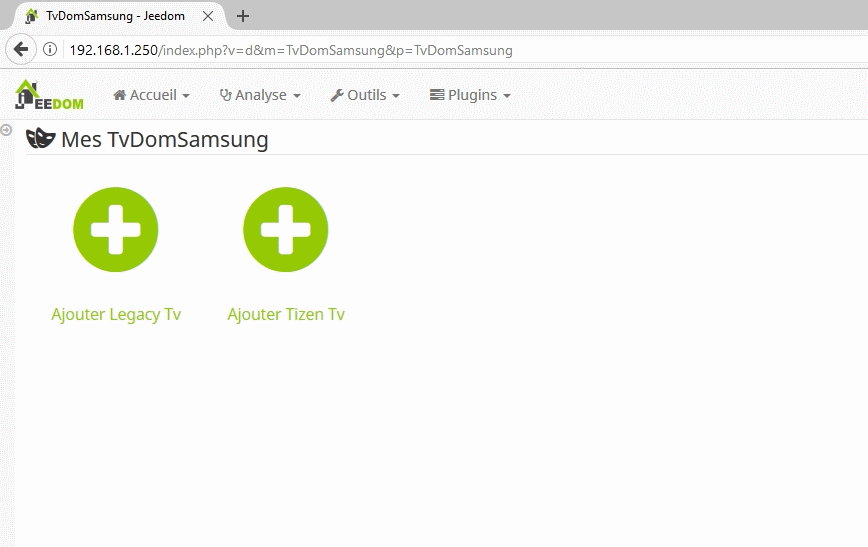 TvDomSamsung - Jeedom
192.168.1.250/index.php?v=d&m=TvDomSamsung&p=TvDomSamsung
JEEDOM Accueil Analyse Outils Plugins
Mes TvDomSamsung
Ajouter Legacy Tv Ajouter Tizen Tv